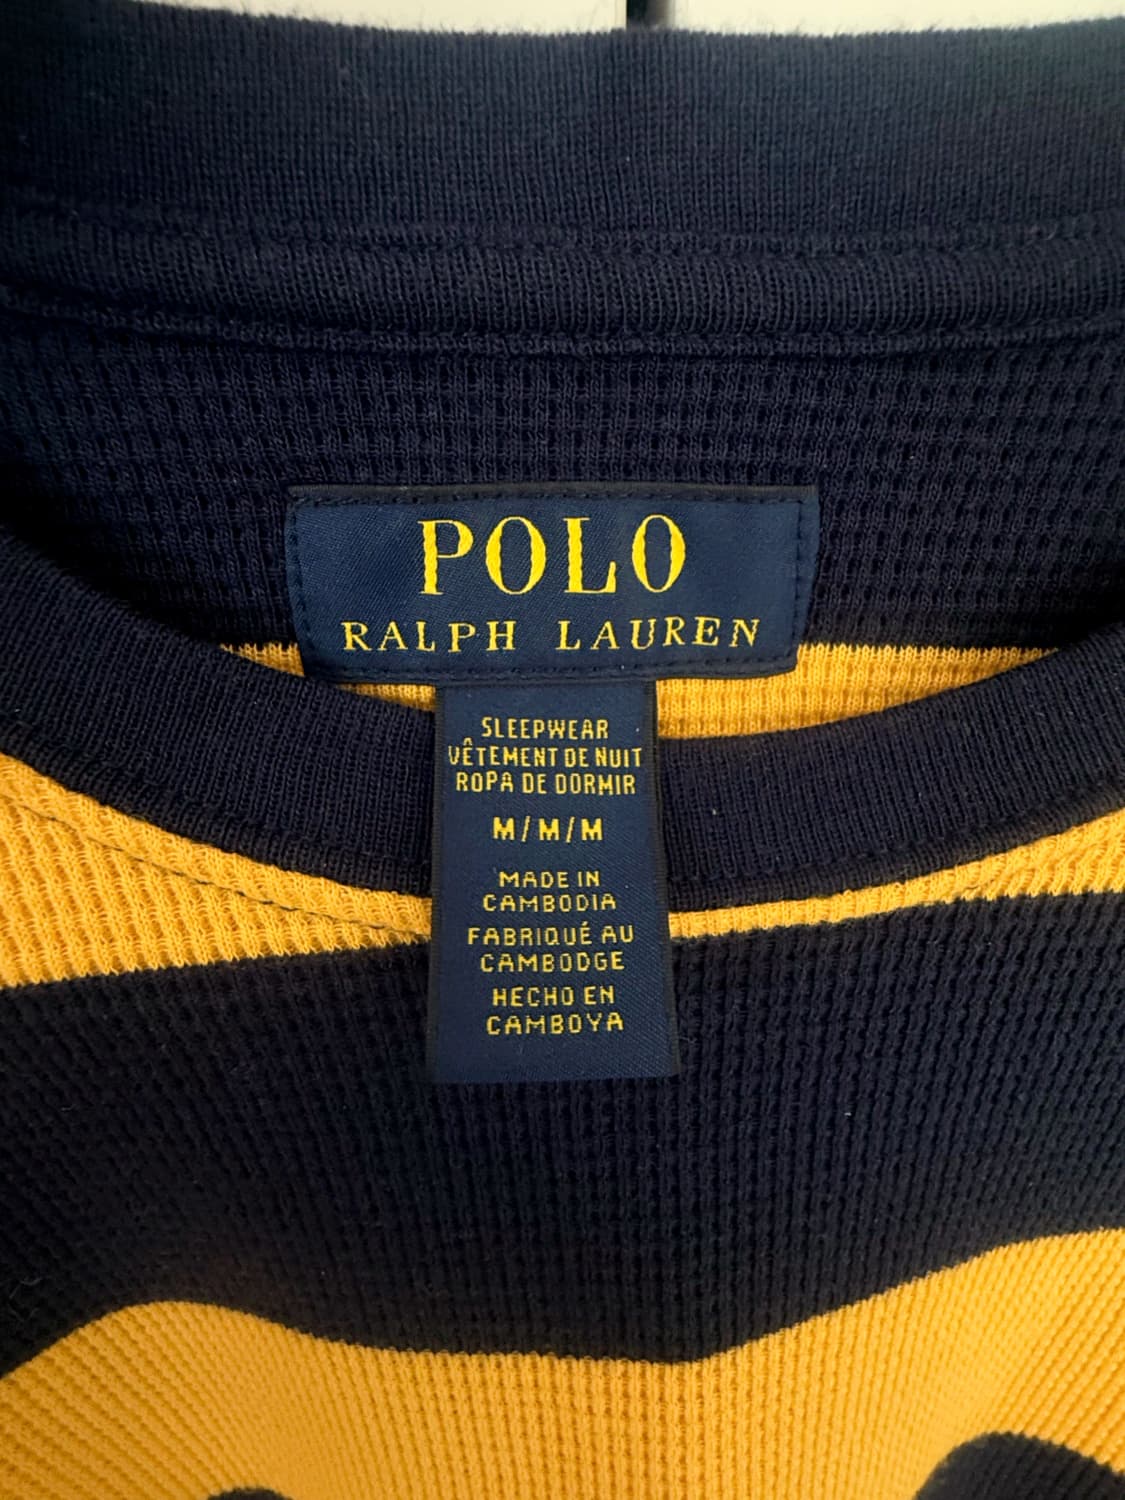 POLO
RALPH LAUREN
SLEEPWEAR
VÊTEMENT DE NUIT
ROPA DE DORMIR
M/M/M
MADE IN
CAMBODIA
FABRIQUÉ AU
CAMBODGE
HECHO EN
CAMBOYA